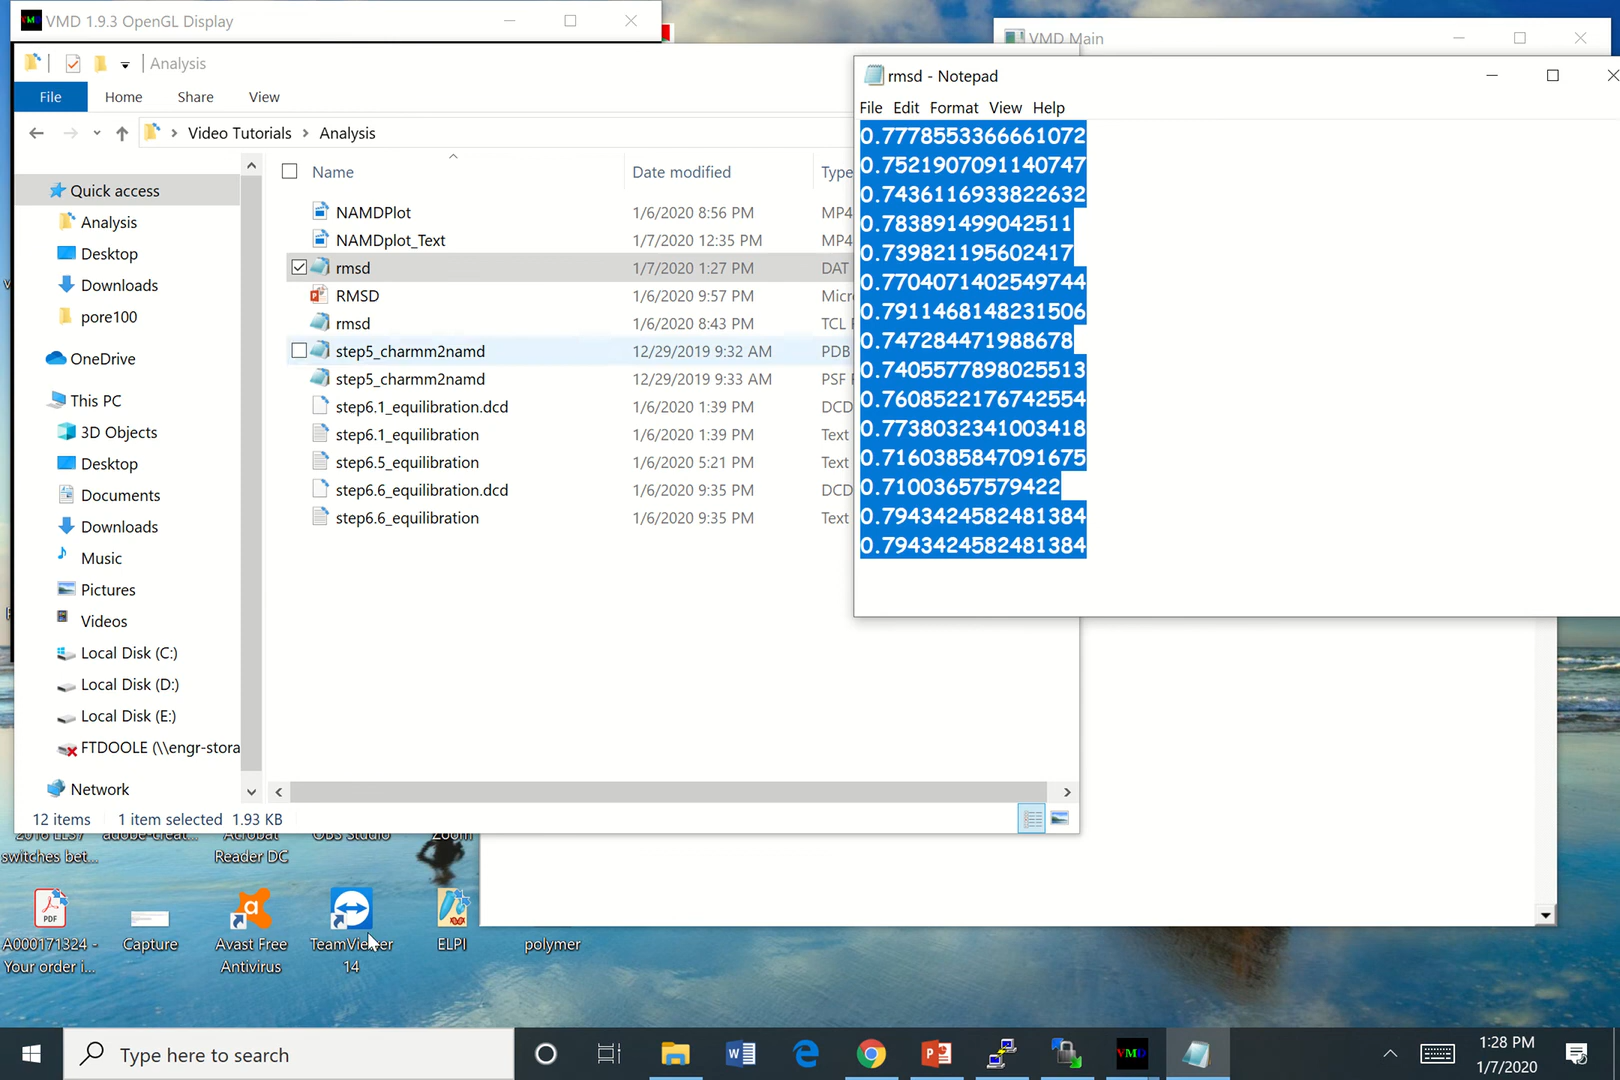 VMD 1.9.3 OpenGL Display
VMD Main
Analysis
File Home Share View
Video Tutorials > Analysis
rmsd - Notepad
File Edit Format View Help
0.7778553366661072
0.7521907091140747
0.7436116933822632
0.783891499042511
0.739821195602417
0.7704071402549744
0.7911468148231506
0.747284471988678
0.7405577898025513
0.7608522176742554
0.7738032341003418
0.7160385847091675
0.71003657579422
0.7943424582481384
0.7943424582481384
Quick access
Analysis
Desktop
Downloads
pore100
OneDrive
This PC
3D Objects
Desktop
Documents
Downloads
Music
Pictures
Videos
Local Disk (C:)
Local Disk (D:)
Local Disk (E:)
FTDOOLE (\\engr-stora
Network
Name Date modified Type
NAMDPlot 1/6/2020 8:56 PM MP4
NAMDplot_Text 1/7/2020 12:35 PM MP4
rmsd 1/7/2020 1:27 PM DAT
RMSD 1/6/2020 9:57 PM Micr
rmsd 1/6/2020 8:43 PM TCL F
step5_charmm2namd 12/29/2019 9:32 AM PDB
step5_charmm2namd 12/29/2019 9:33 AM PSF F
step6.1_equilibration.dcd 1/6/2020 1:39 PM DCD
step6.1_equilibration 1/6/2020 1:39 PM Text
step6.5_equilibration 1/6/2020 5:21 PM Text
step6.6_equilibration.dcd 1/6/2020 9:35 PM DCD
step6.6_equilibration 1/6/2020 9:35 PM Text
12 items 1 item selected 1.93 KB
switches bet...
Reader DC
A000171324 -
Your order i...
Capture
Avast Free
Antivirus
TeamViewer
14
ELPI
polymer
Type here to search
1:28 PM
1/7/2020